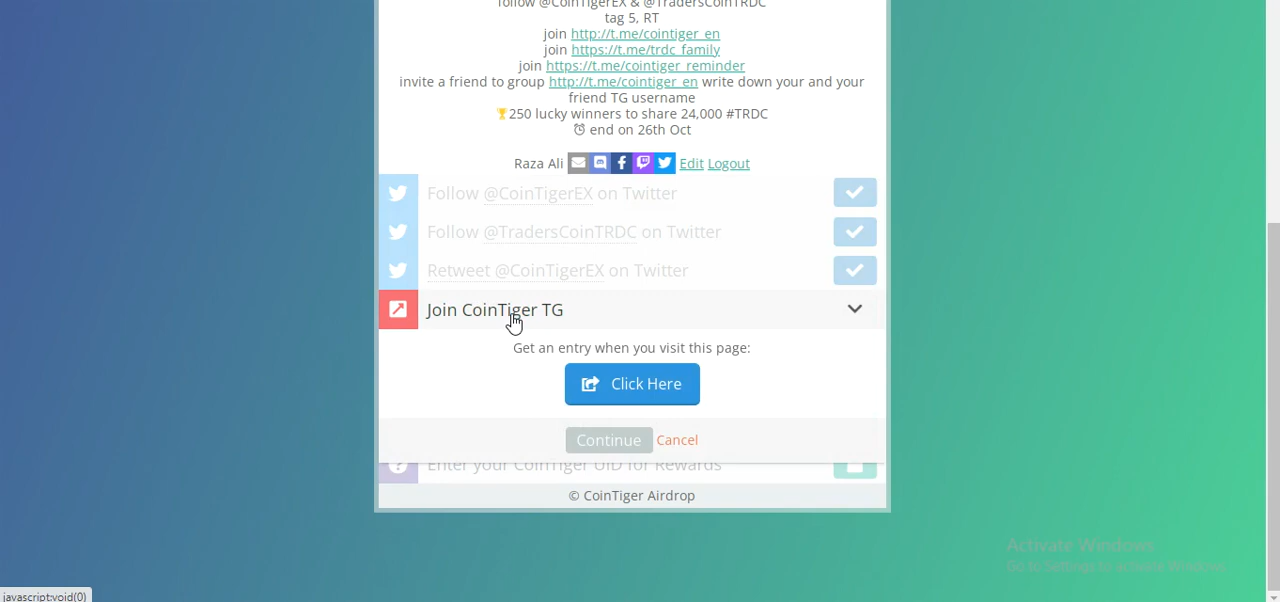 follow @CoinTigerEX & @TradersCoinTRDC
tag 5, RT
join http://t.me/cointiger_en
join https://t.me/trdc_family
join https://t.me/cointiger_reminder
invite a friend to group http://t.me/cointiger_en write down your and your
friend TG username
🏆250 lucky winners to share 24,000 #TRDC
⏰ end on 26th Oct
Raza Ali Edit Logout
Follow @CoinTigerEX on Twitter
Follow @TradersCoinTRDC on Twitter
Retweet @CoinTigerEX on Twitter
Join CoinTiger TG
Get an entry when you visit this page:
Click Here
Continue Cancel
Enter your CoinTiger UID for Rewards
© CoinTiger Airdrop
Activate Windows
Go to Settings to activate Windows.
javascript:void(0)